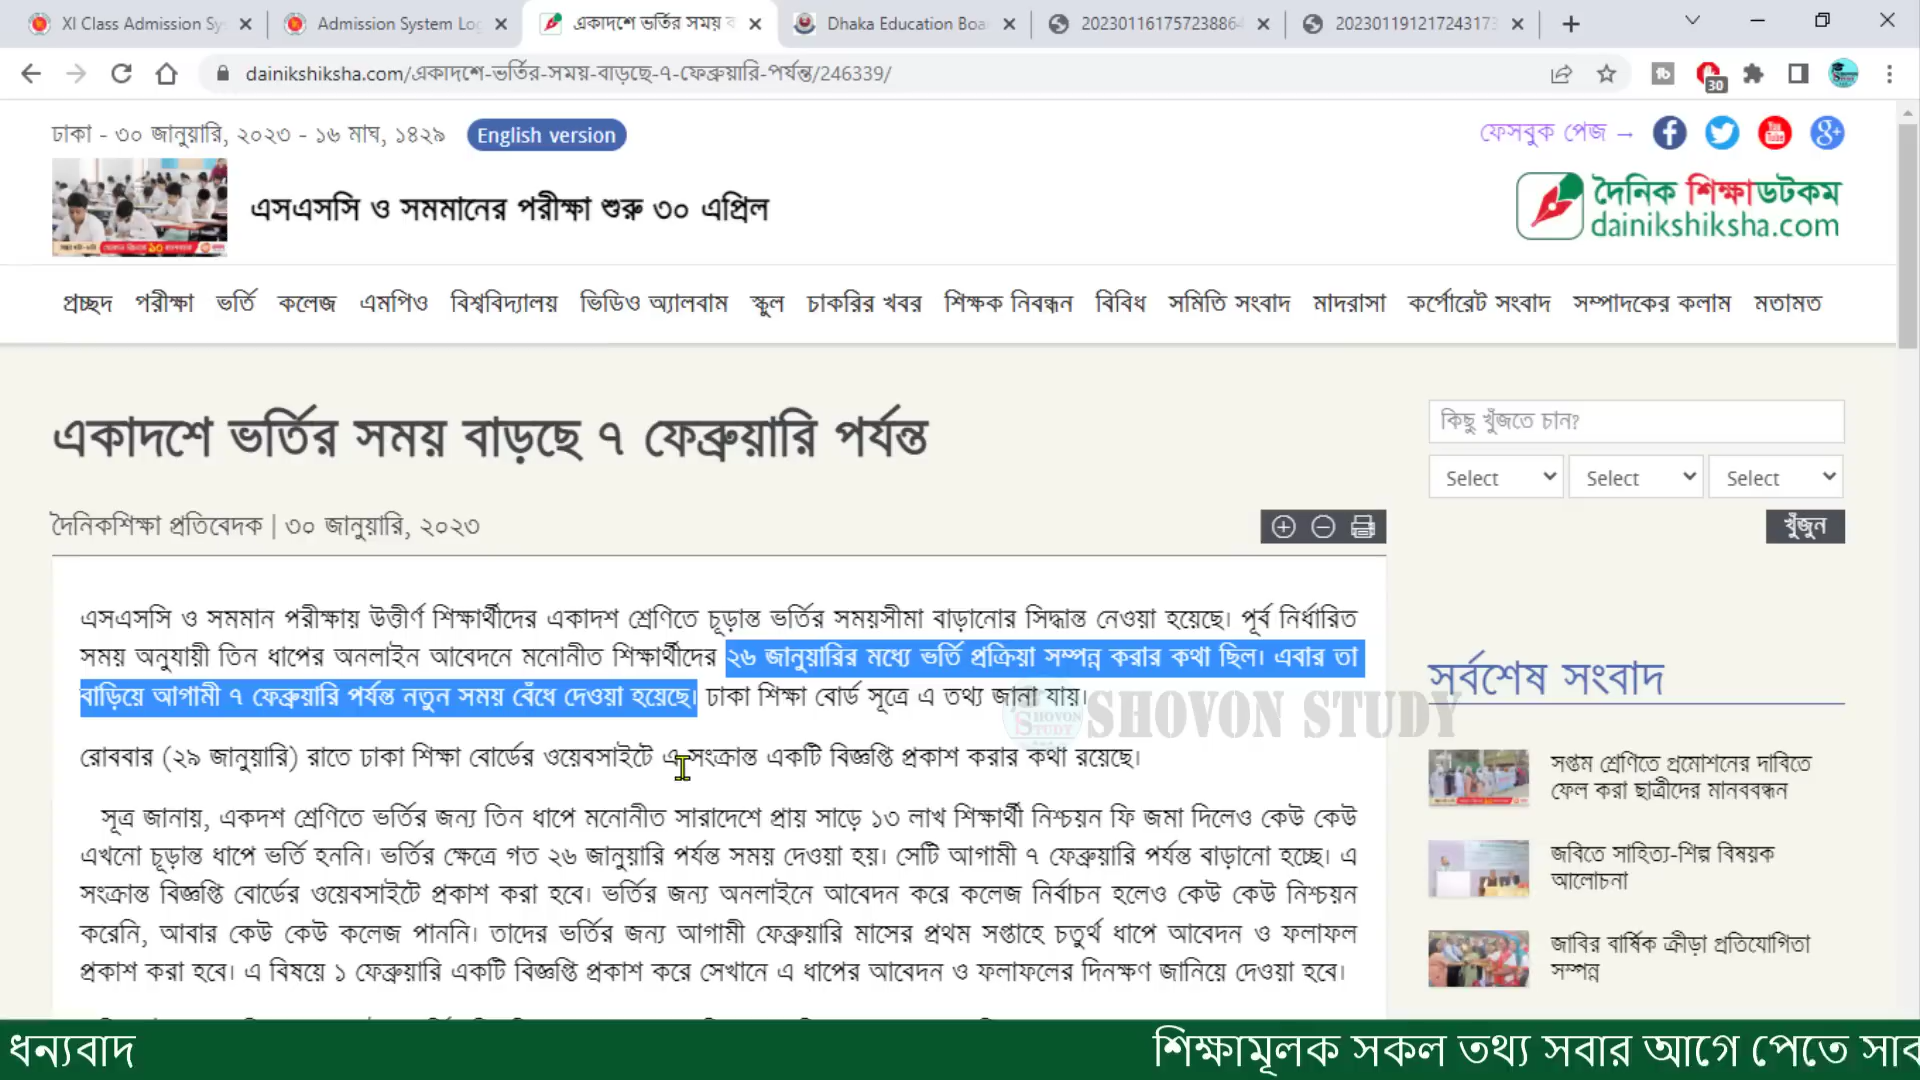 XI Class Admission Sy
Admission System Log
একাদশে ভর্তির সময় ব
Dhaka Education Boa
20230116175723886
20230119121724317
dainikshiksha.com/একাদশে-ভর্তির-সময়-বাড়ছে-৭-ফেব্রুয়ারি-পর্যন্ত/246339/
30
ঢাকা - ৩০ জানুয়ারি, ২০২৩ - ১৬ মাঘ, ১৪২৯
English version
ফেসবুক পেজ →
এসএসসি ও সমমানের পরীক্ষা শুরু ৩০ এপ্রিল
দৈনিক শিক্ষাডটকম
dainikshiksha.com
প্রচ্ছদ পরীক্ষা ভর্তি কলেজ এমপিও বিশ্ববিদ্যালয় ভিডিও অ্যালবাম স্কুল চাকরির খবর শিক্ষক নিবন্ধন বিবিধ সমিতি সংবাদ মাদরাসা কর্পোরেট সংবাদ সম্পাদকের কলাম মতামত
একাদশে ভর্তির সময় বাড়ছে ৭ ফেব্রুয়ারি পর্যন্ত
কিছু খুঁজতে চান?
Select Select Select
খুঁজুন
দৈনিকশিক্ষা প্রতিবেদক | ৩০ জানুয়ারি, ২০২৩
এসএসসি ও সমমান পরীক্ষায় উত্তীর্ণ শিক্ষার্থীদের একাদশ শ্রেণিতে চূড়ান্ত ভর্তির সময়সীমা বাড়ানোর সিদ্ধান্ত নেওয়া হয়েছে। পূর্ব নির্ধারিত
সময় অনুযায়ী তিন ধাপের অনলাইন আবেদনে মনোনীত শিক্ষার্থীদের ২৬ জানুয়ারির মধ্যে ভর্তি প্রক্রিয়া সম্পন্ন করার কথা ছিল। এবার তা
বাড়িয়ে আগামী ৭ ফেব্রুয়ারি পর্যন্ত নতুন সময় বেঁধে দেওয়া হয়েছে। ঢাকা শিক্ষা বোর্ড সূত্রে এ তথ্য জানা যায়।
SHOVON STUDY
SHOVON STUDY
রোববার (২৯ জানুয়ারি) রাতে ঢাকা শিক্ষা বোর্ডের ওয়েবসাইটে এ সংক্রান্ত একটি বিজ্ঞপ্তি প্রকাশ করার কথা রয়েছে।
সূত্র জানায়, একদশ শ্রেণিতে ভর্তির জন্য তিন ধাপে মনোনীত সারাদেশে প্রায় সাড়ে ১৩ লাখ শিক্ষার্থী নিশ্চয়ন ফি জমা দিলেও কেউ কেউ
এখনো চূড়ান্ত ধাপে ভর্তি হননি। ভর্তির ক্ষেত্রে গত ২৬ জানুয়ারি পর্যন্ত সময় দেওয়া হয়। সেটি আগামী ৭ ফেব্রুয়ারি পর্যন্ত বাড়ানো হচ্ছে। এ
সংক্রান্ত বিজ্ঞপ্তি বোর্ডের ওয়েবসাইটে প্রকাশ করা হবে। ভর্তির জন্য অনলাইনে আবেদন করে কলেজ নির্বাচন হলেও কেউ কেউ নিশ্চয়ন
করেনি, আবার কেউ কেউ কলেজ পাননি। তাদের ভর্তির জন্য আগামী ফেব্রুয়ারি মাসের প্রথম সপ্তাহে চতুর্থ ধাপে আবেদন ও ফলাফল
প্রকাশ করা হবে। এ বিষয়ে ১ ফেব্রুয়ারি একটি বিজ্ঞপ্তি প্রকাশ করে সেখানে এ ধাপের আবেদন ও ফলাফলের দিনক্ষণ জানিয়ে দেওয়া হবে।
সর্বশেষ সংবাদ
সপ্তম শ্রেণিতে প্রমোশনের দাবিতে
ফেল করা ছাত্রীদের মানববন্ধন
জবিতে সাহিত্য-শিল্প বিষয়ক
আলোচনা
জাবির বার্ষিক ক্রীড়া প্রতিযোগিতা
সম্পন্ন
ধন্যবাদ
শিক্ষামূলক সকল তথ্য সবার আগে পেতে সাব